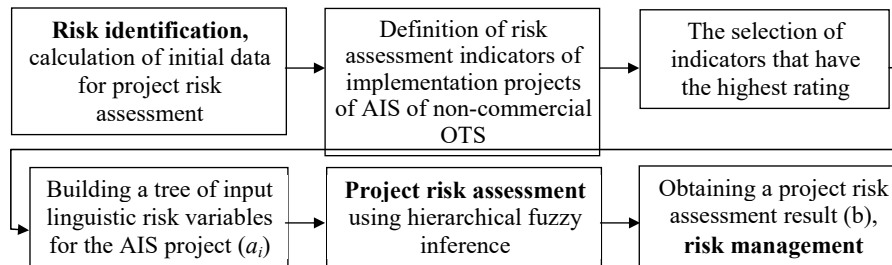 Risk identification,
calculation of initial data
for project risk
assessment
Definition of risk
assessment indicators of
implementation projects
of AIS of non-commercial
OTS
The selection of
indicators that have
the highest rating
Building a tree of input
linguistic risk variables
for the AIS project (ai)
Project risk assessment
using hierarchical fuzzy
inference
Obtaining a project risk
assessment result (b),
risk management